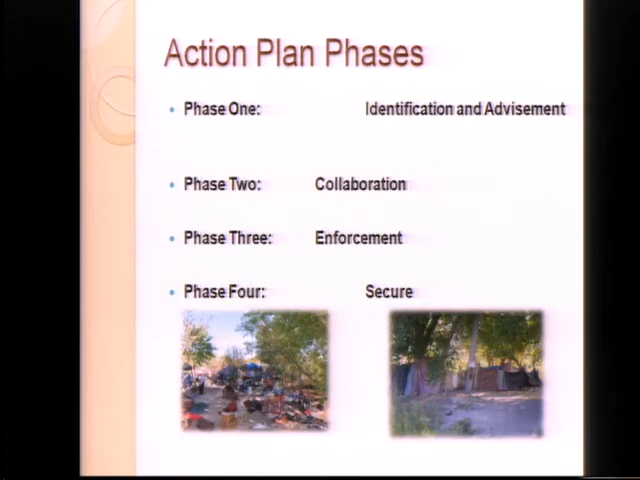 Action Plan Phases
• Phase One: Identification and Advisement
• Phase Two: Collaboration
• Phase Three: Enforcement
• Phase Four: Secure